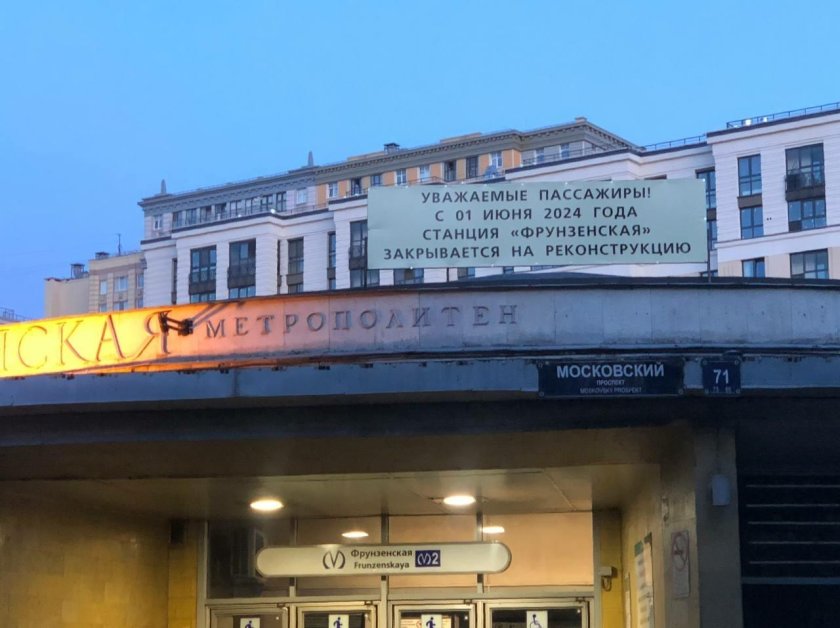 УВАЖАЕМЫЕ ПАССАЖИРЫ!
С 01 ИЮНЯ 2024 ГОДА
СТАНЦИЯ «ФРУНЗЕНСКАЯ»
ЗАКРЫВАЕТСЯ НА РЕКОНСТРУКЦИЮ
НСКАЯ МЕТРОПОЛИТЕН
МОСКОВСКИЙ
ПРОСПЕКТ
MOSKOVSKY PROSPEKT
71
Фрунзенская 2
Frunzenskaya